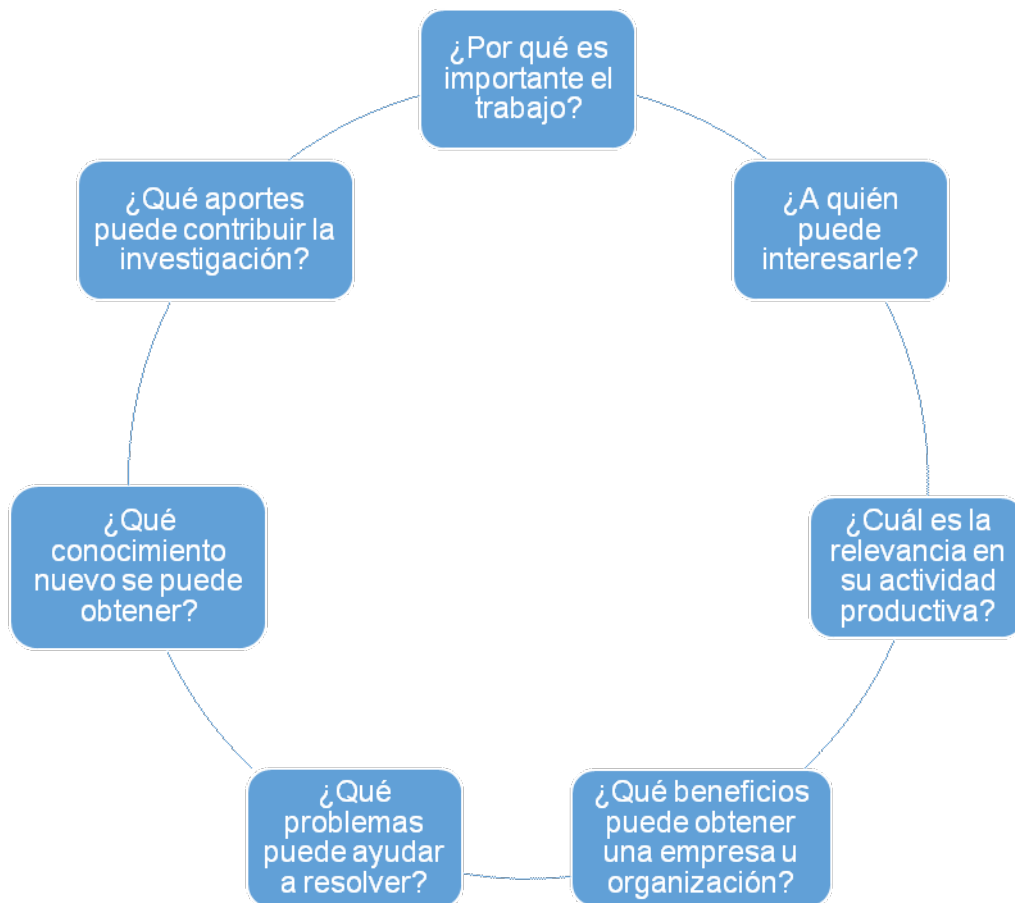 ¿Por qué es
importante el
trabajo?
¿A quién
puede
interesarle?
¿Cuál es la
relevancia en
su actividad
productiva?
¿Qué beneficios
puede obtener
una empresa u
organización?
¿Qué
problemas
puede ayudar
a resolver?
¿Qué
conocimiento
nuevo se puede
obtener?
¿Qué aportes
puede contribuir la
investigación?